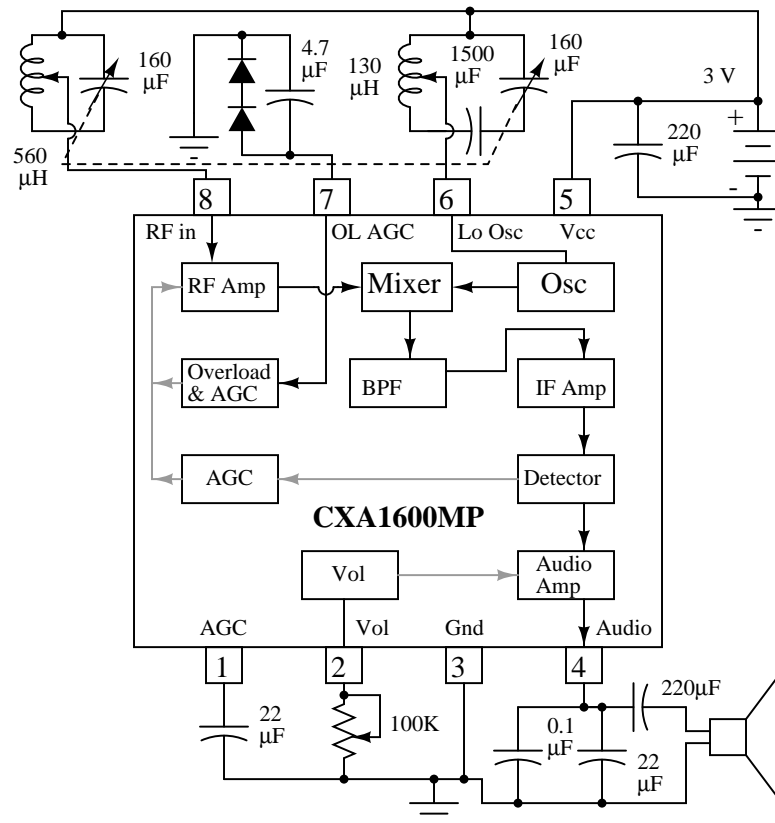 160
µF
4.7
µF
130
µH
1500
µF
160
µF
3 V
+
220
µF
-
560
µH
8
7
6
5
RF in
OL AGC
Lo Osc
Vcc
RF Amp
Mixer
Osc
Overload
& AGC
BPF
IF Amp
AGC
Detector
CXA1600MP
Vol
Audio
Amp
AGC
Vol
Gnd
Audio
1
2
3
4
22
µF
100K
220µF
0.1
µF
22
µF